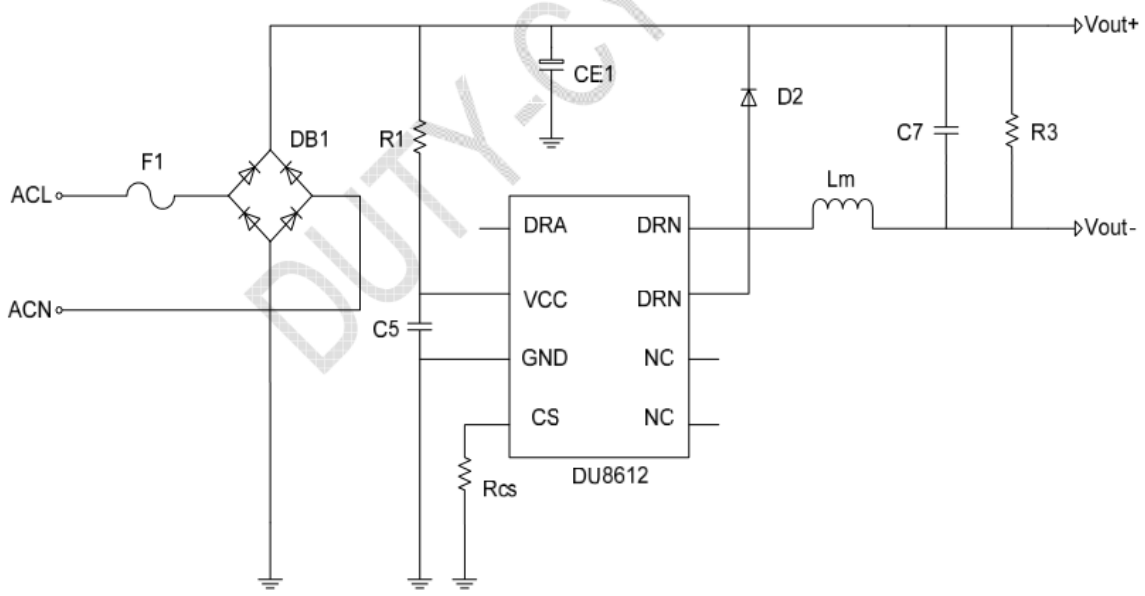 Vout+
CE1
D2
DB1
R1
C7
R3
F1
ACL
Lm
DRA
DRN
Vout-
VCC
DRN
ACN
C5
GND
NC
CS
NC
DU8612
Rcs
DUTY-CY